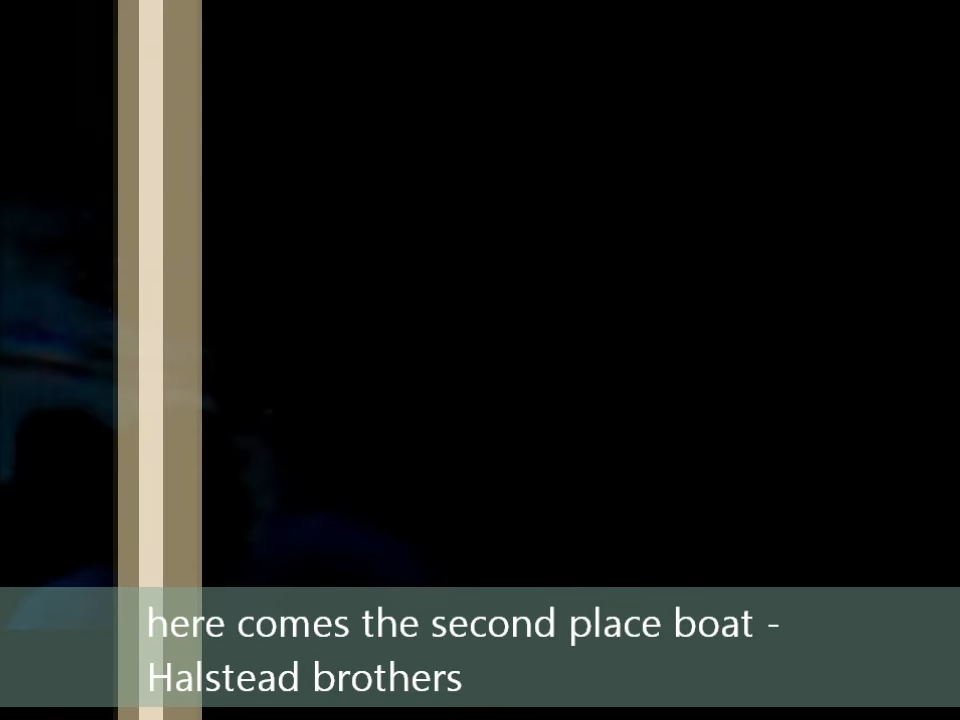 here comes the second place boat -
Halstead brothers